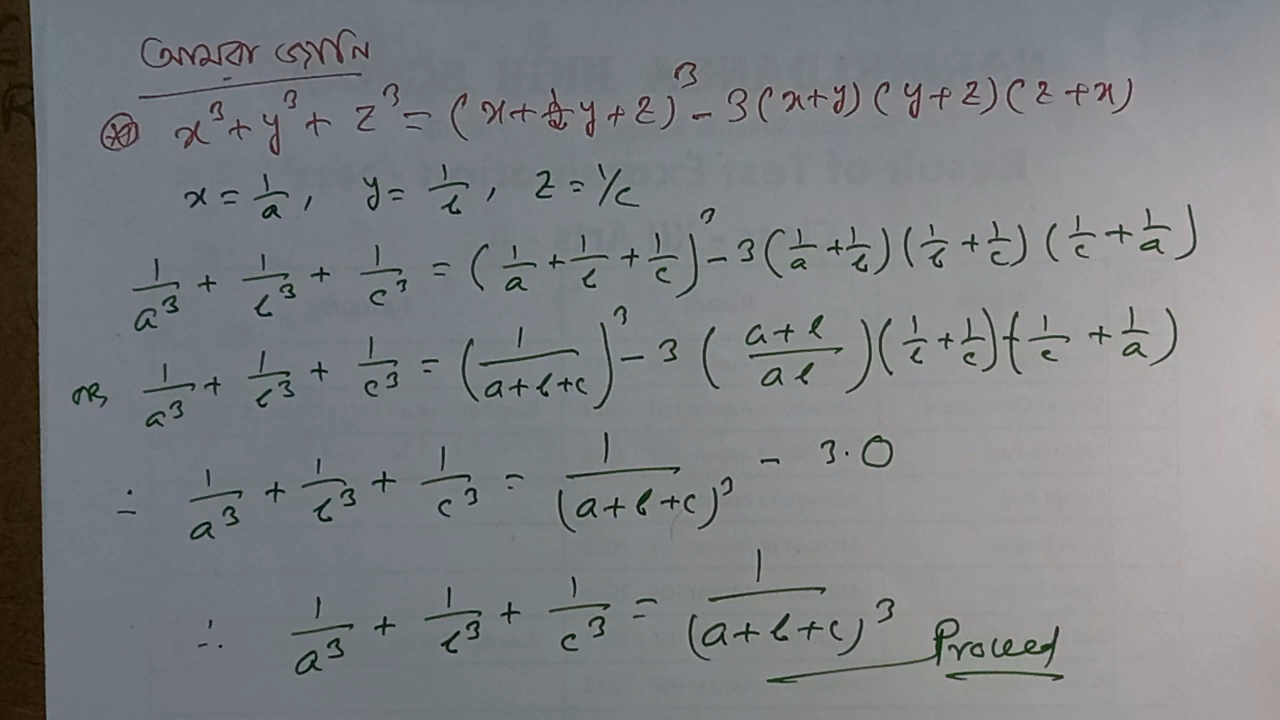 আমরা জানি
(*) x³ + y³ + z³ = (x + y + z)³ - 3(x+y)(y+z)(z+x)
x = 1/a, y = 1/b, z = 1/c
1/a³ + 1/b³ + 1/c³ = (1/a + 1/b + 1/c)³ - 3(1/a + 1/b)(1/b + 1/c)(1/c + 1/a)
or, 1/a³ + 1/b³ + 1/c³ = (1/(a+b+c))³ - 3((a+b)/(ab))(1/b + 1/c)(1/c + 1/a)
∴ 1/a³ + 1/b³ + 1/c³ = 1/(a+b+c)³ - 3.0
∴ 1/a³ + 1/b³ + 1/c³ = 1/(a+b+c)³ Proceed